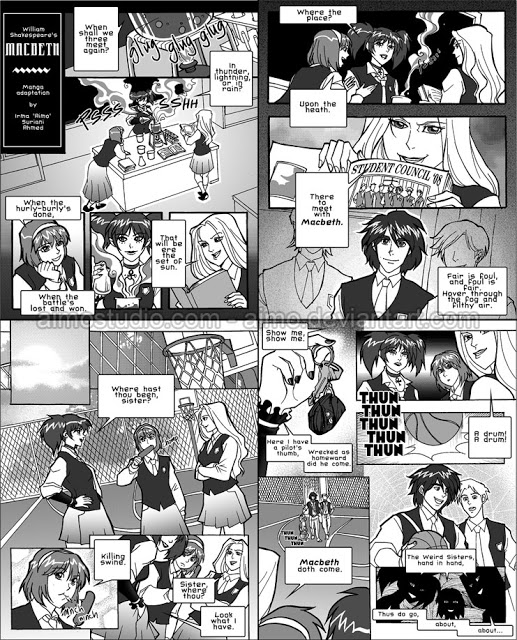 William
Shakespeare's
MACBETH
Manga
adaptation
by
Irina 'Aimo'
Suriani
Ahmed
When
shall we
three
meet
again?
glug glug glug
In
thunder,
lightning,
or in
rain?
PSSS
SSHH
When the
hurly-burly's
done,
When the
battle's
lost and won.
That
will be
ere
the set
of sun.
Where the
place?
Upon the
heath.
STUDENT COUNCIL '08
There
to
meet
with
Macbeth.
Fair is foul,
and foul is
fair.
Hover through
the fog and
filthy air.
aimostudio.com - aimo.deviantart.com
Where hast
thou been,
sister?
Killing
swine.
Sister,
where
thou?
Look what I
have.
Show me,
show me.
Here I have
a pilot's
thumb,
Wrecked as
homeward
did he come.
THUN
THUN
THUN
THUN
THUN
A drum!
A drum!
THUN
THUN
THUN
Macbeth
doth come.
The Weird Sisters,
hand in hand,
Thus do go,
about,
about...